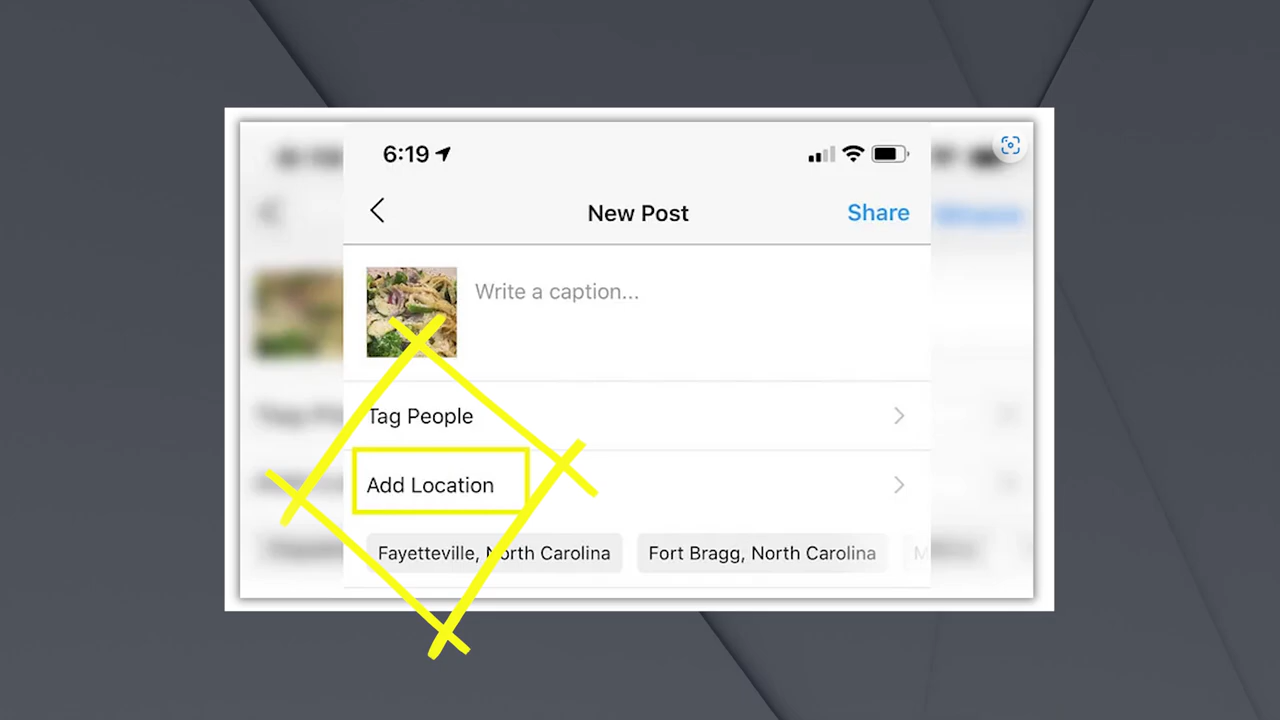 6:19
New Post
Share
Write a caption...
Tag People
Add Location
Fayetteville, North Carolina
Fort Bragg, North Carolina